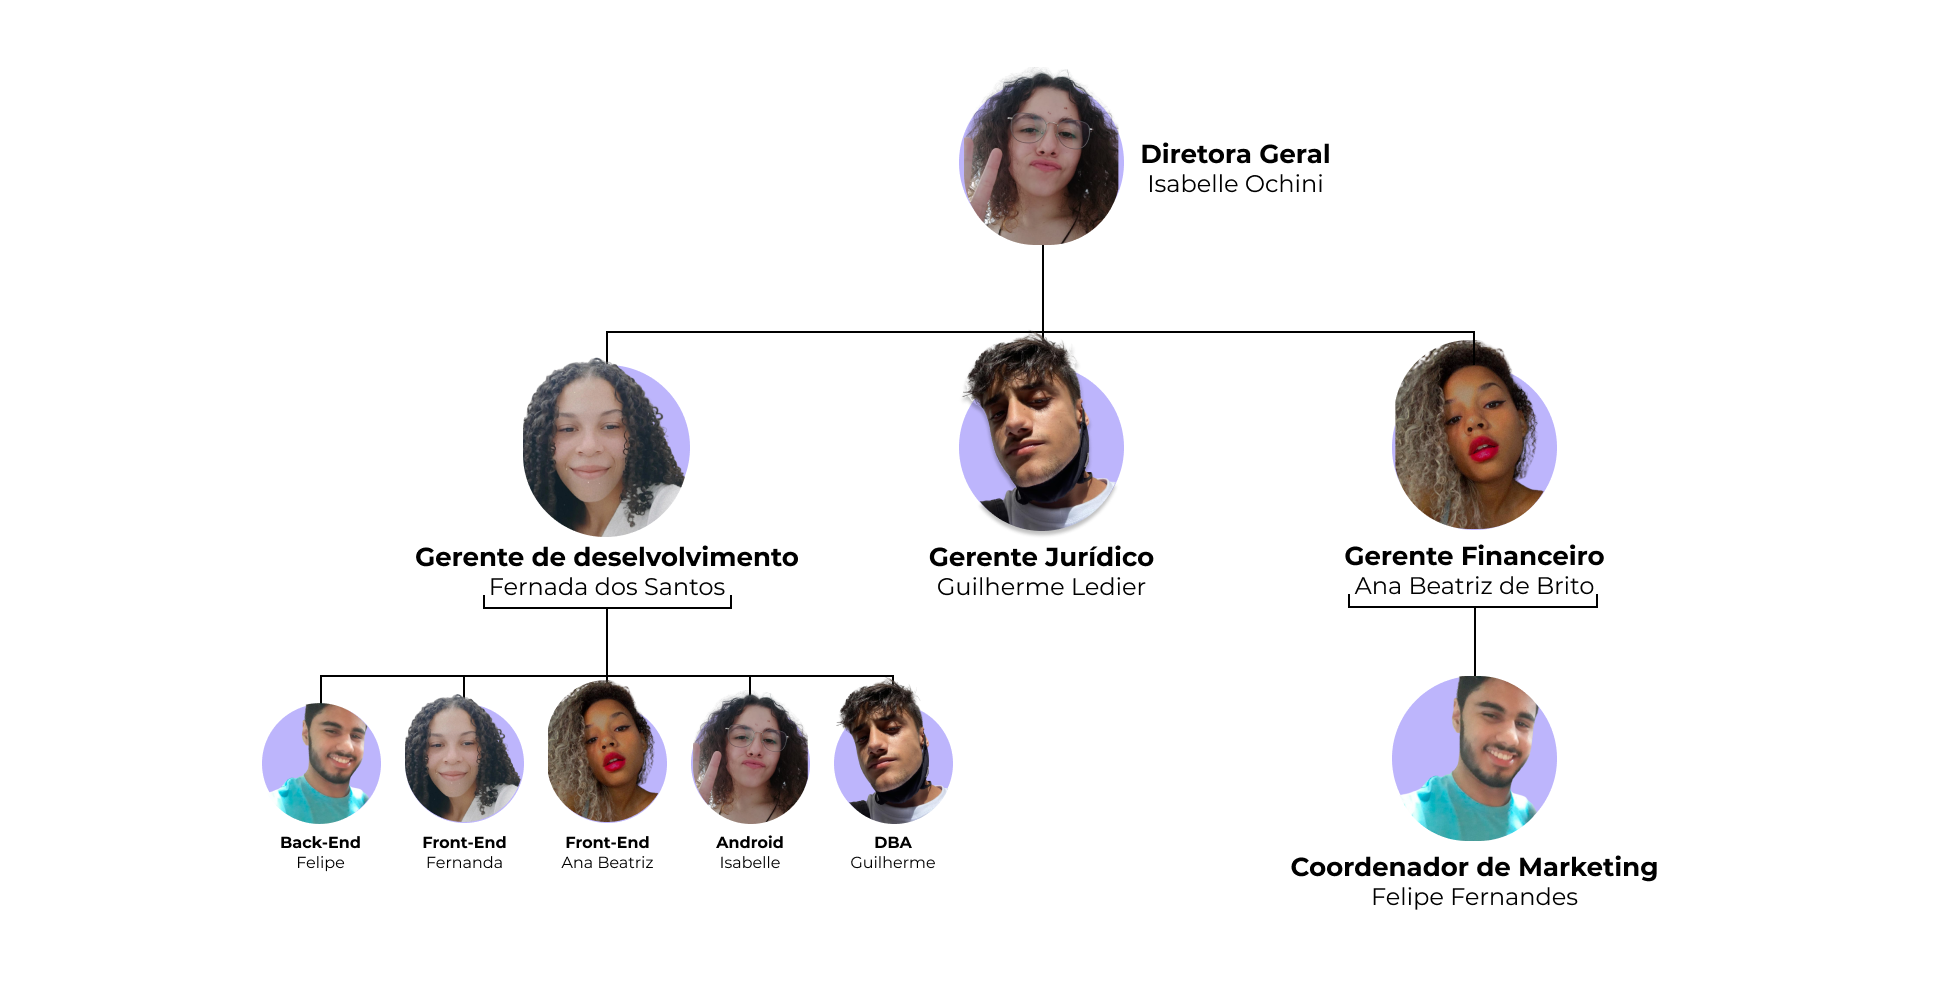 Diretora Geral
Isabelle Ochini
Gerente de deselvolvimento
Fernada dos Santos
Gerente Jurídico
Guilherme Ledier
Gerente Financeiro
Ana Beatriz de Brito
Back-End
Felipe
Front-End
Fernanda
Front-End
Ana Beatriz
Android
Isabelle
DBA
Guilherme
Coordenador de Marketing
Felipe Fernandes